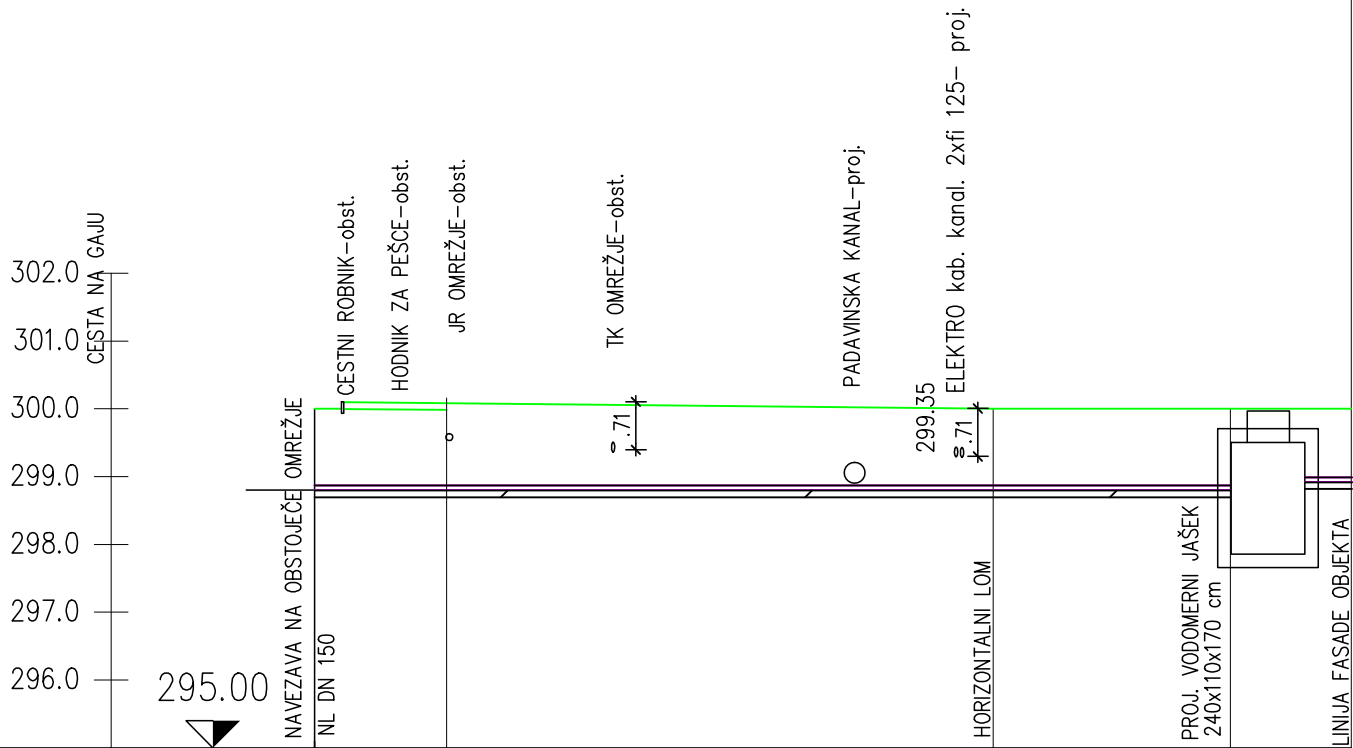 302.0
301.0
300.0
299.0
298.0
297.0
296.0
CESTA NA GAJU
295.00
NAVEZAVA NA OBSTOJEČE OMREŽJE
NL DN 150
CESTNI ROBNIK-obst.
HODNIK ZA PEŠCE-obst.
JR OMREŽJE-obst.
TK OMREŽJE-obst.
.71
PADAVINSKA KANAL-proj.
299.35
ELEKTRO kab. kanal. 2xfi 125- proj.
.71
HORIZONTALNI LOM
PROJ. VODOMERNI JAŠEK
240x110x170 cm
LINIJA FASADE OBJEKTA